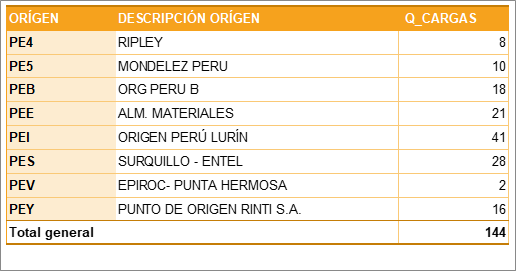 ORÍGEN DESCRIPCIÓN ORÍGEN Q_CARGAS
PE4 RIPLEY 8
PE5 MONDELEZ PERU 10
PEB ORG PERU B 18
PEE ALM. MATERIALES 21
PEI ORIGEN PERÚ LURÍN 41
PES SURQUILLO - ENTEL 28
PEV EPIROC- PUNTA HERMOSA 2
PEY PUNTO DE ORIGEN RINTI S.A. 16
Total general 144